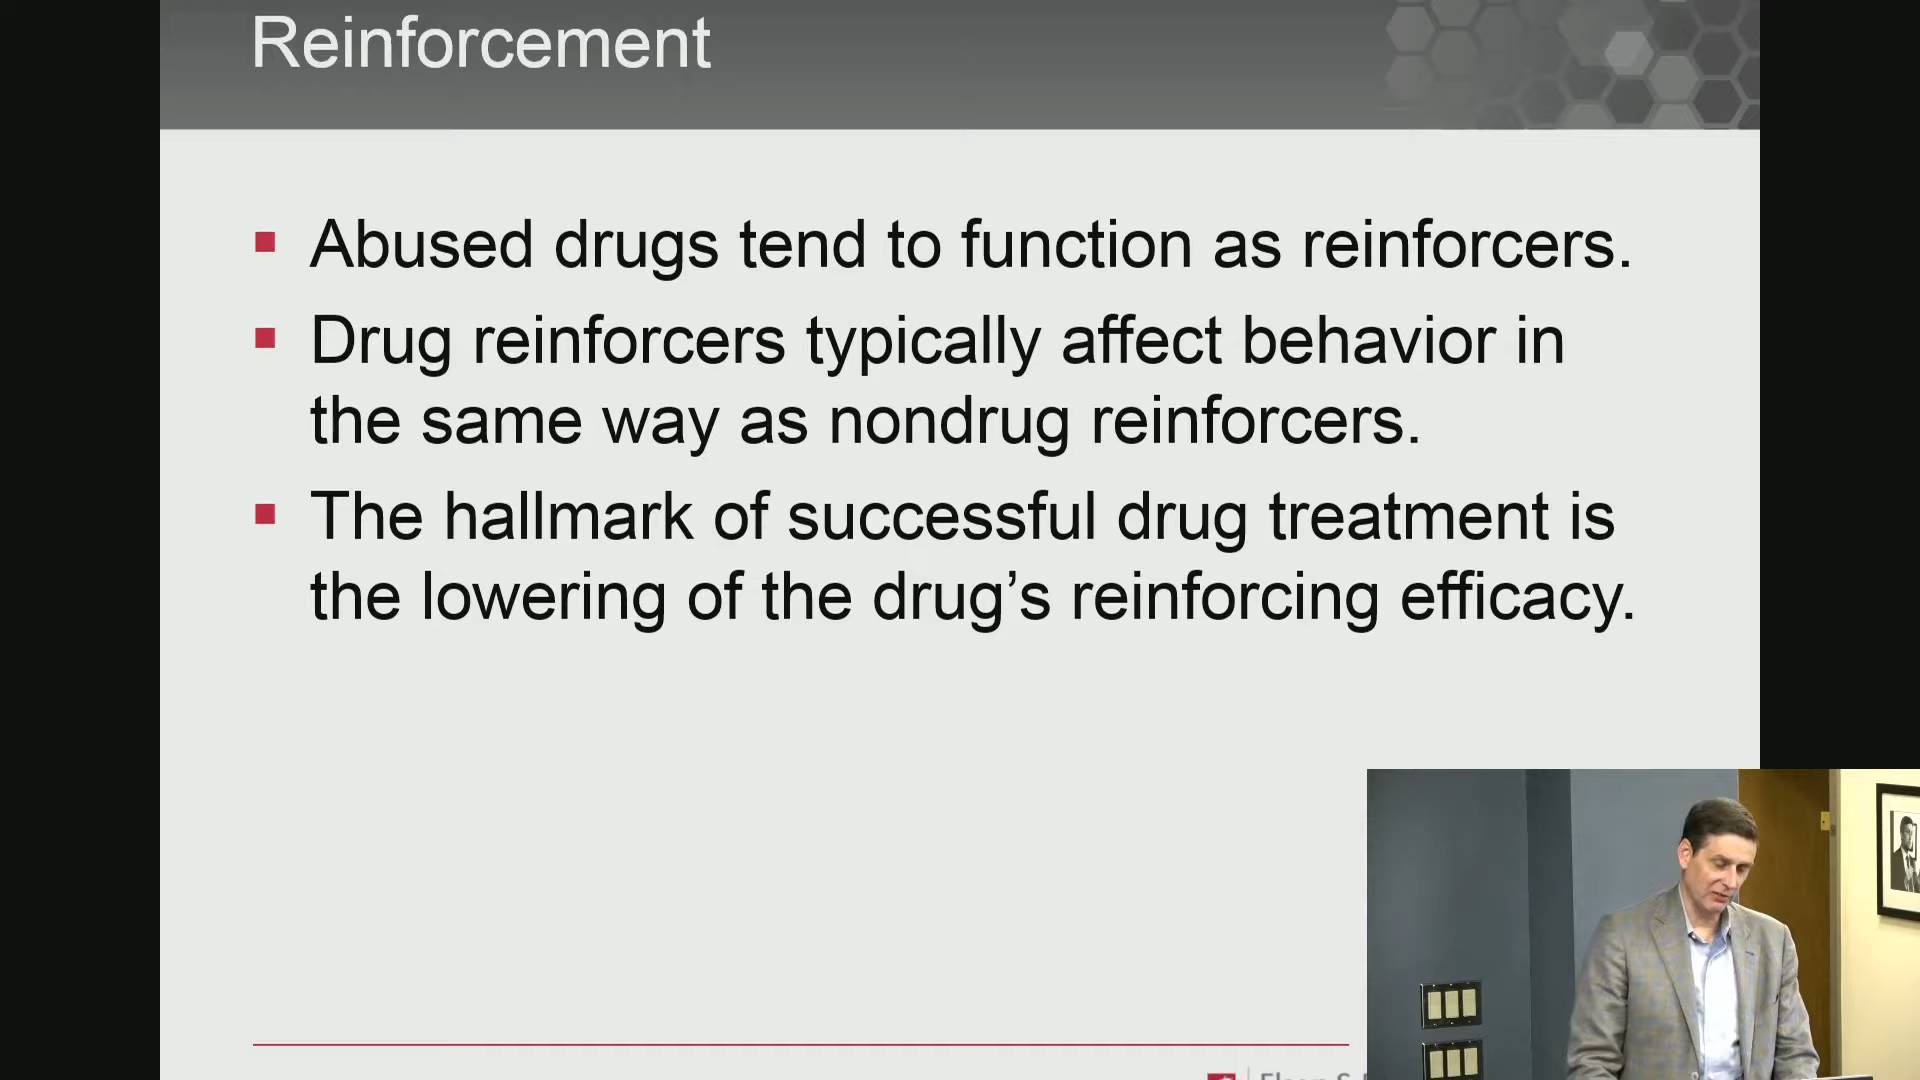 Reinforcement
Abused drugs tend to function as reinforcers.
Drug reinforcers typically affect behavior in
the same way as nondrug reinforcers.
The hallmark of successful drug treatment is
the lowering of the drug’s reinforcing efficacy.